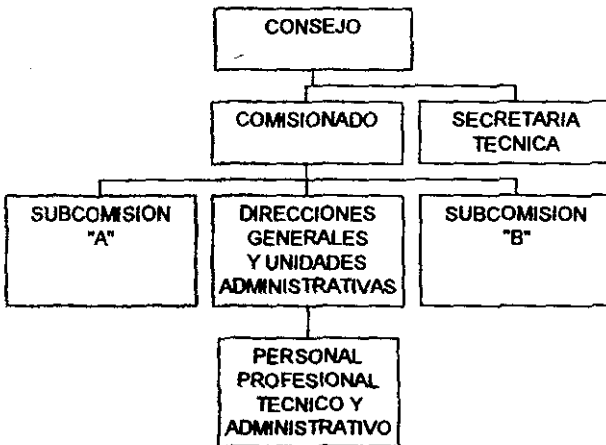 CONSEJO
COMISIONADO
SECRETARIA
TECNICA
SUBCOMISION
"A"
DIRECCIONES
GENERALES
Y UNIDADES
ADMINISTRATIVAS
SUBCOMISION
"B"
PERSONAL
PROFESIONAL
TECNICO Y
ADMINISTRATIVO